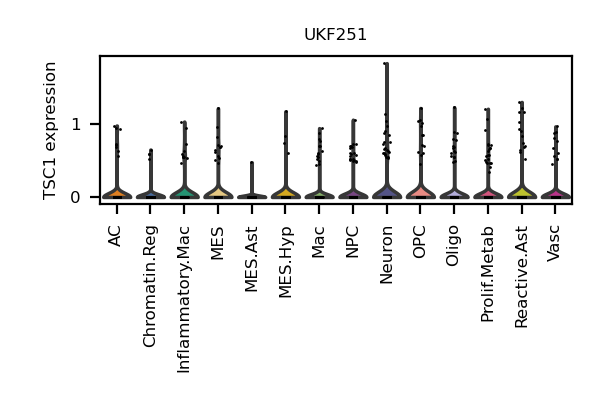 UKF251
TSC1 expression
1
0
AC
Chromatin.Reg
Inflammatory.Mac
MES
MES.Ast
MES.Hyp
Mac
NPC
Neuron
OPC
Oligo
Prolif.Metab
Reactive.Ast
Vasc